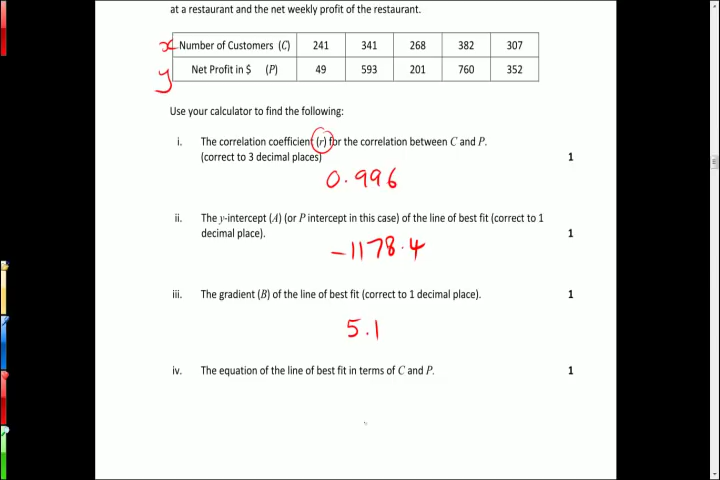 at a restaurant and the net weekly profit of the restaurant.
x Number of Customers (C) 241 341 268 382 307
y Net Profit in $ (P) 49 593 201 760 352
Use your calculator to find the following:
i. The correlation coefficient (r) for the correlation between C and P.
(correct to 3 decimal places) 1
0.996
ii. The y-intercept (A) (or P intercept in this case) of the line of best fit (correct to 1
decimal place). 1
-1178.4
iii. The gradient (B) of the line of best fit (correct to 1 decimal place). 1
5.1
iv. The equation of the line of best fit in terms of C and P. 1